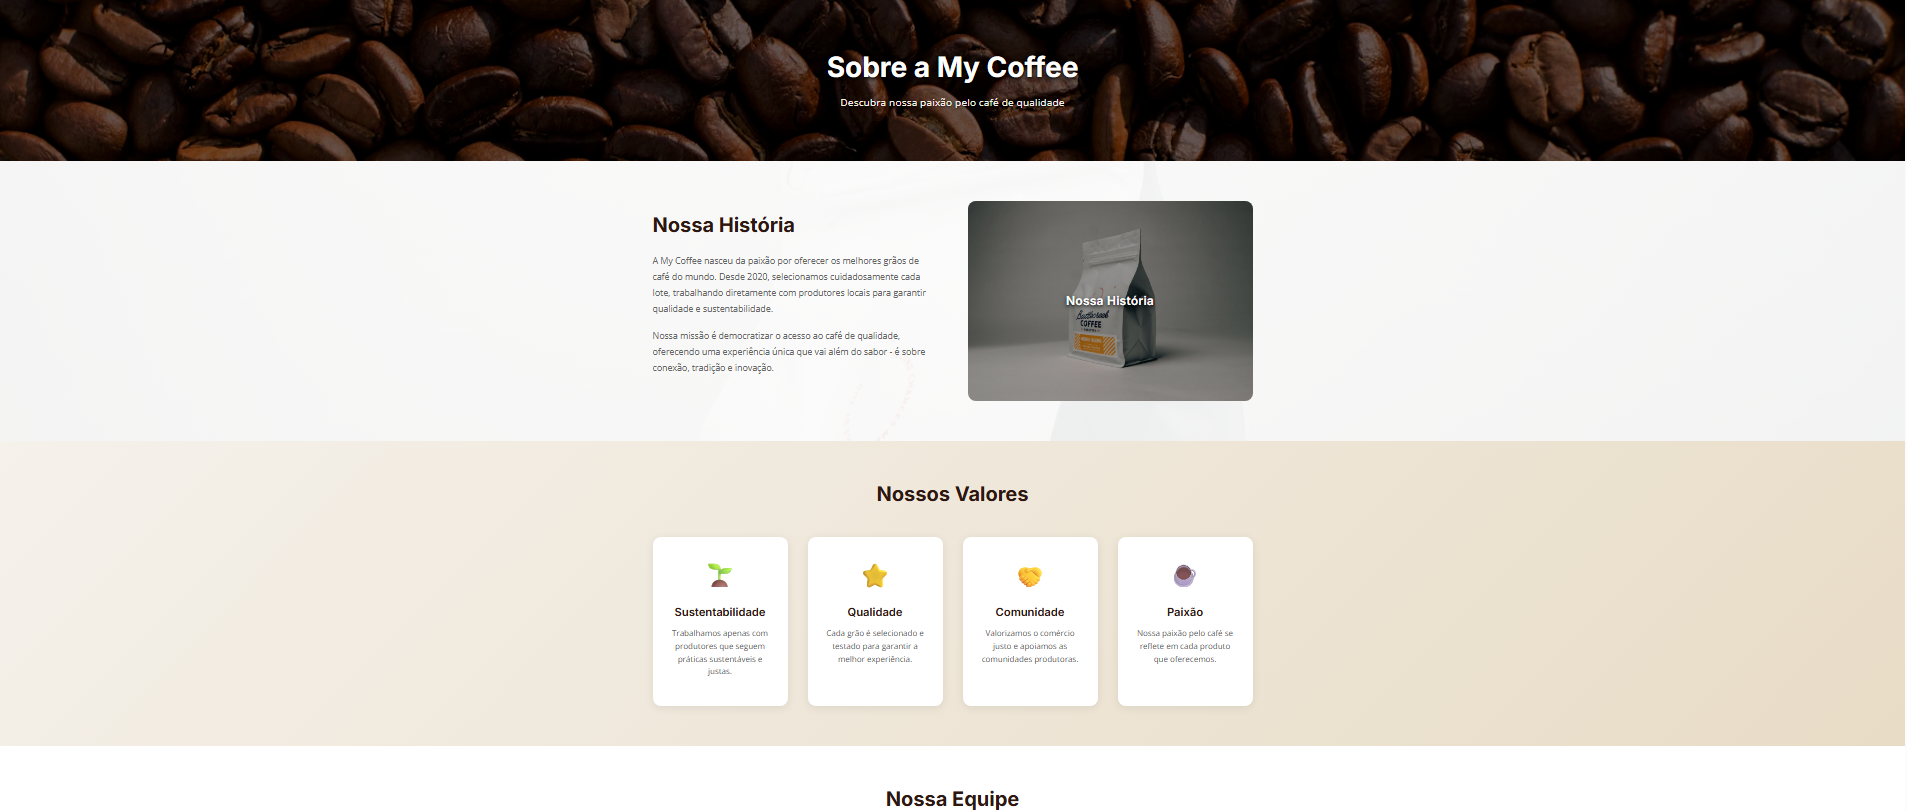 Sobre a My Coffee
Descubra nossa paixão pelo café de qualidade
Nossa História
A My Coffee nasceu da paixão por oferecer os melhores grãos de
café do mundo. Desde 2020, selecionamos cuidadosamente cada
lote, trabalhando diretamente com produtores locais para garantir
qualidade e sustentabilidade.
Nossa missão é democratizar o acesso ao café de qualidade,
oferecendo uma experiência única que vai além do sabor - é sobre
conexão, tradição e inovação.
Nossa História
COFFEE
Nossos Valores
Sustentabilidade
Trabalhamos apenas com
produtores que seguem
práticas sustentáveis e
justas.
Qualidade
Cada grão é selecionado e
testado para garantir a
melhor experiência.
Comunidade
Valorizamos o comércio
justo e apoiamos as
comunidades produtoras.
Paixão
Nossa paixão pelo café se
reflete em cada produto
que oferecemos.
Nossa Equipe